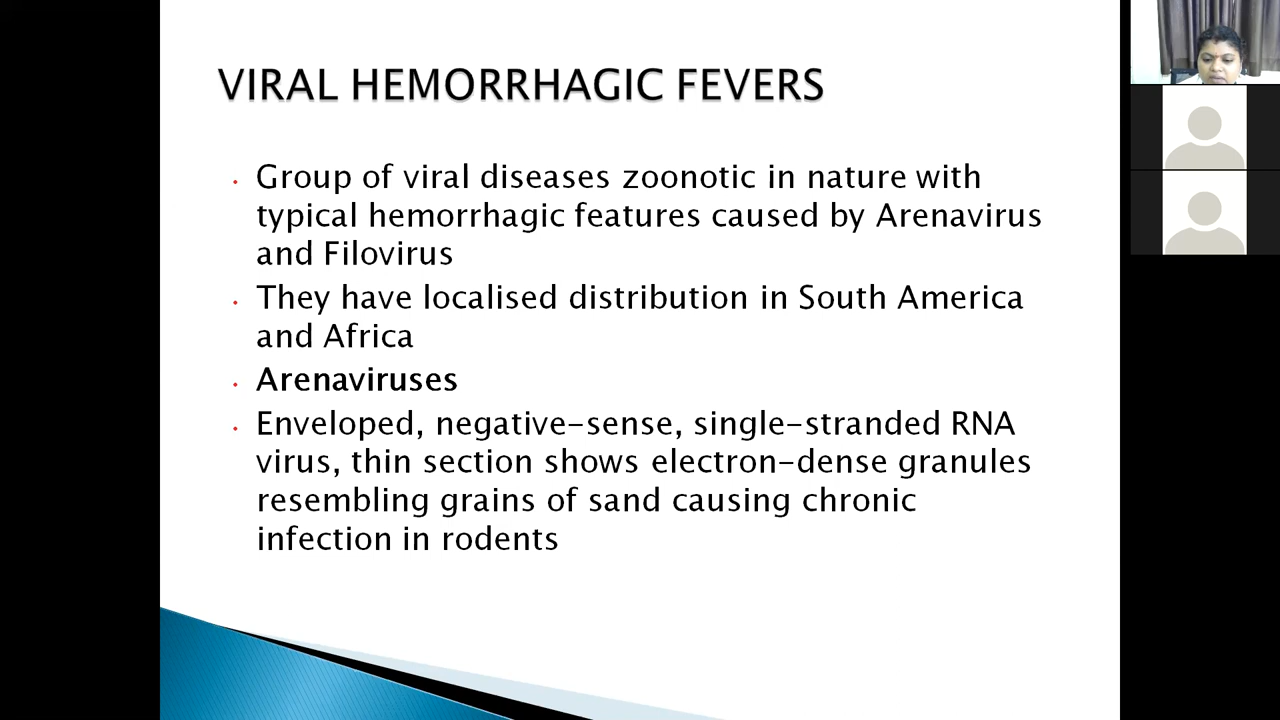 VIRAL HEMORRHAGIC FEVERS
Group of viral diseases zoonotic in nature with
typical hemorrhagic features caused by Arenavirus
and Filovirus
They have localised distribution in South America
and Africa
Arenaviruses
Enveloped, negative-sense, single-stranded RNA
virus, thin section shows electron-dense granules
resembling grains of sand causing chronic
infection in rodents